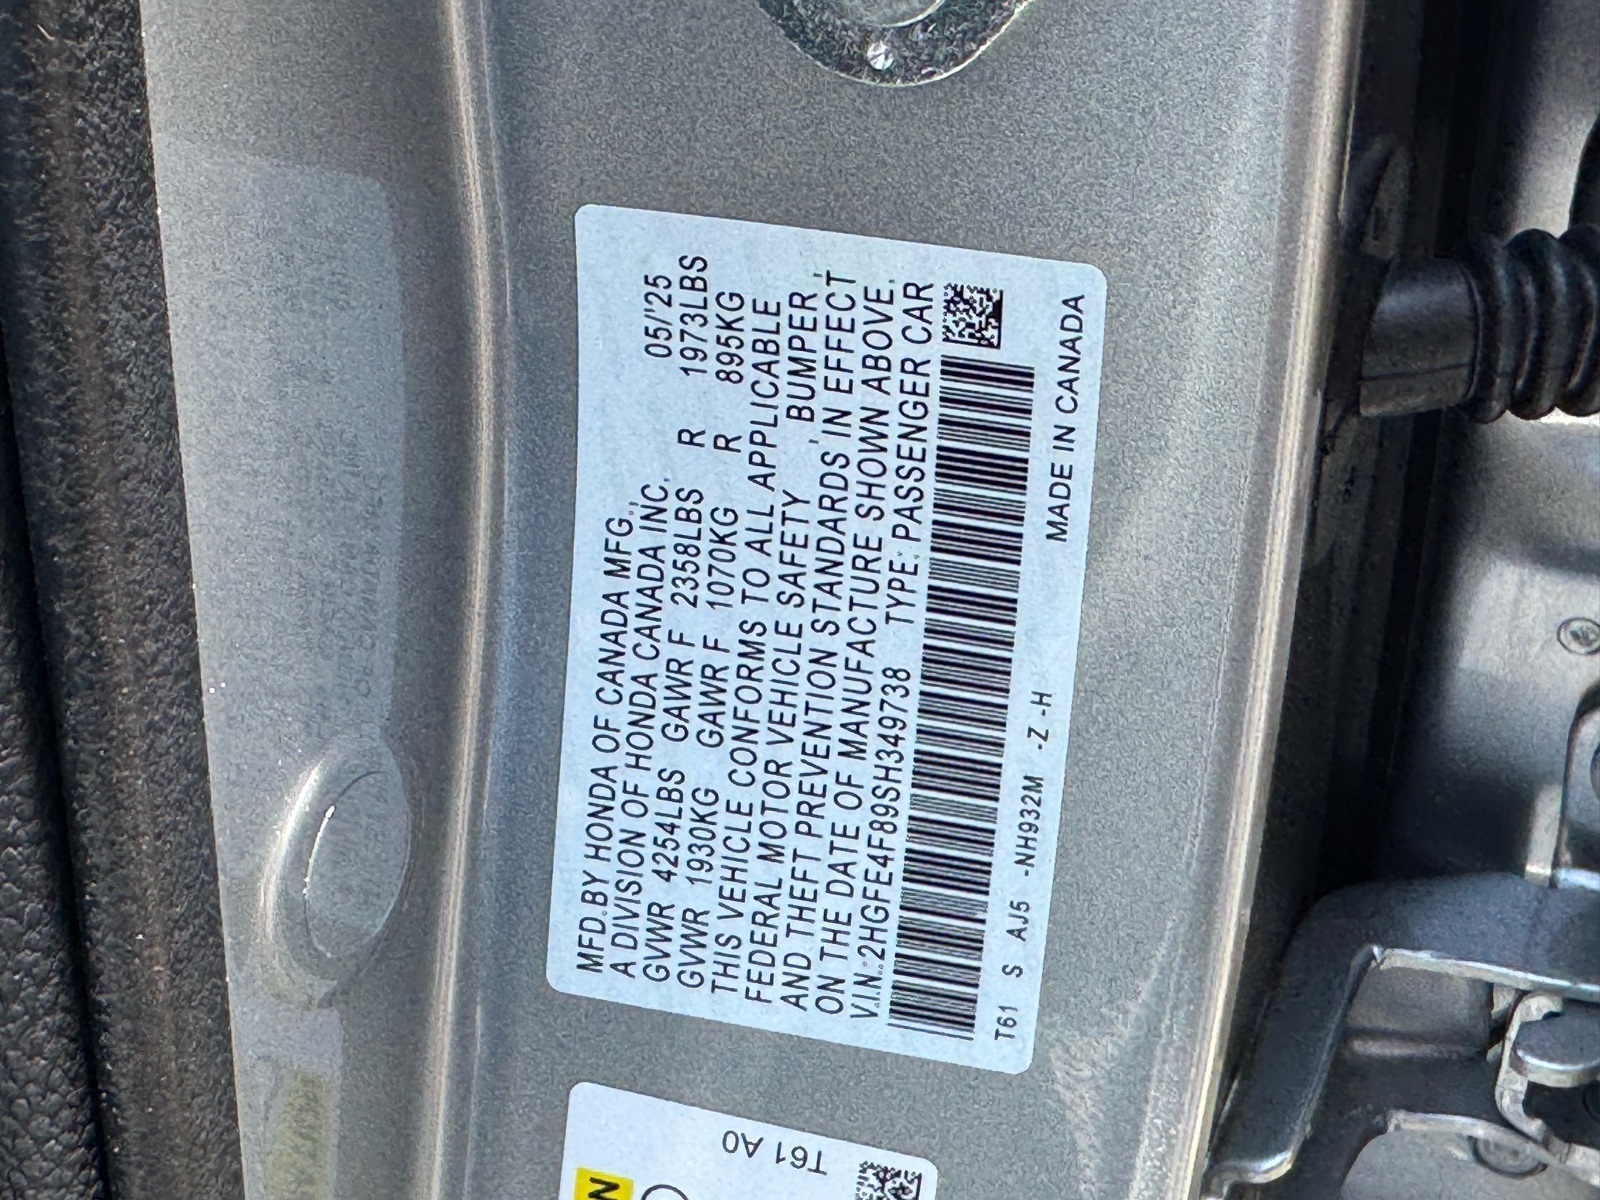 MFD.BY HONDA OF CANADA MFG.,
A DIVISION OF HONDA CANADA INC. 05/'25
GVWR 4254LBS GAWR F 2358LBS R 1973LBS
GVWR 1930KG GAWR F 1070KG R 895KG
THIS VEHICLE CONFORMS TO ALL APPLICABLE
FEDERAL MOTOR VEHICLE SAFETY , BUMPER ,
AND THEFT PREVENTION STANDARDS IN EFFECT
ON THE DATE OF MANUFACTURE SHOWN ABOVE.
V.I.N.:2HGFE4F89SH349738 TYPE:PASSENGER CAR
T61 S AJ5 -NH932M -Z -H MADE IN CANADA
T61 A0